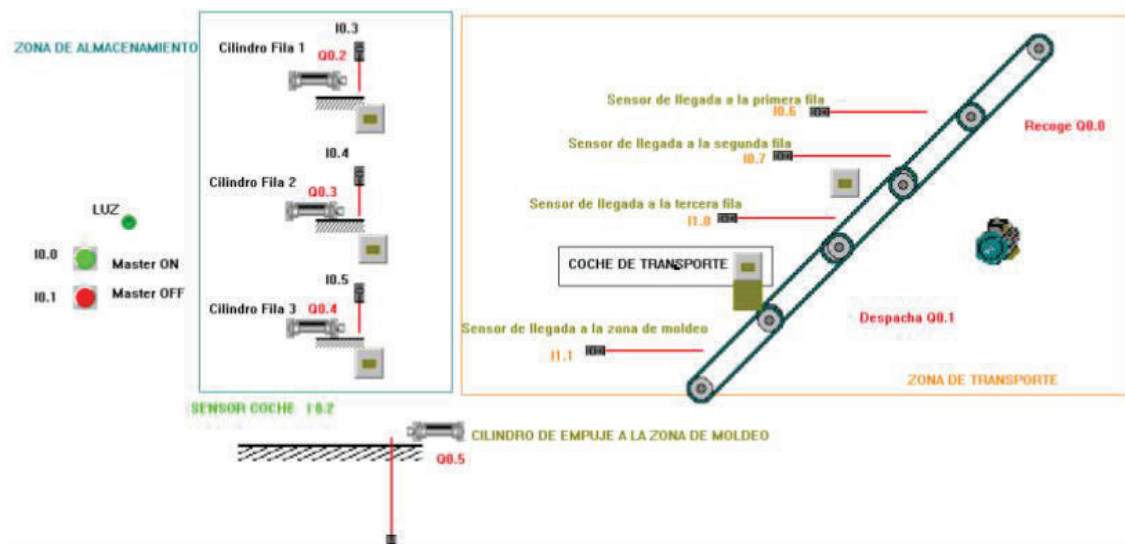 ZONA DE ALMACENAMIENTO
I0.3
Cilindro Fila 1
Q0.2
I0.4
Cilindro Fila 2
Q0.3
I0.5
Cilindro Fila 3
Q0.4
LUZ
I0.0
Master ON
I0.1
Master OFF
Sensor de llegada a la primera fila
I0.6
Recoge Q0.0
Sensor de llegada a la segunda fila
I0.7
Sensor de llegada a la tercera fila
I1.0
COCHE DE TRANSPORTE
Despacha Q0.1
Sensor de llegada a la zona de moldeo
I1.1
ZONA DE TRANSPORTE
SENSOR COCHE I 0.2
CILINDRO DE EMPUJE A LA ZONA DE MOLDEO
Q0.5